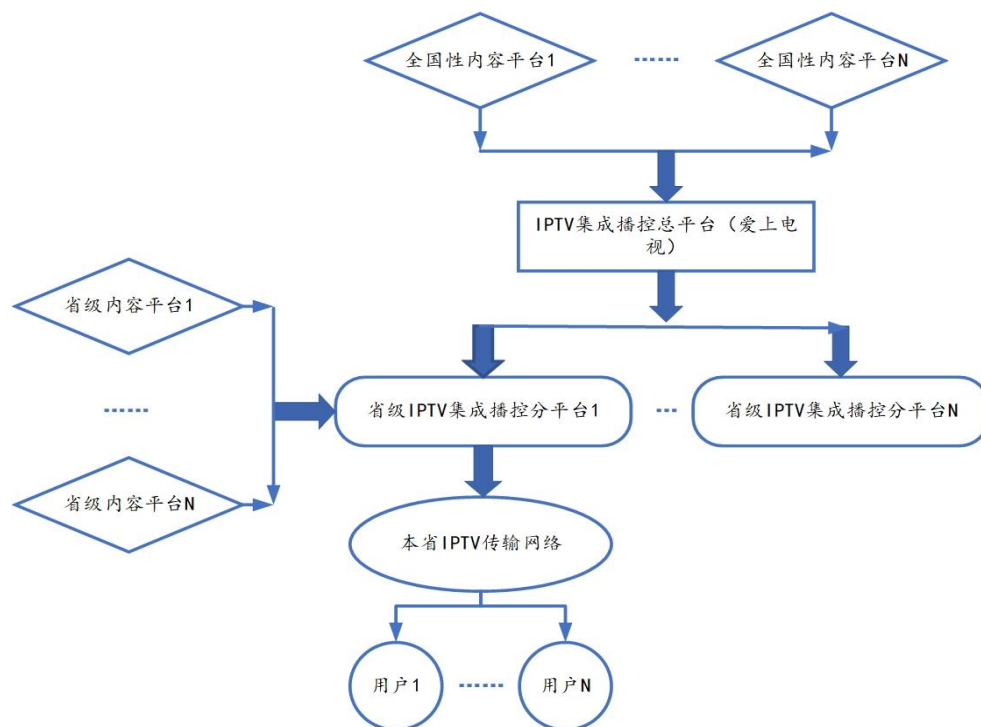 全国性内容平台1
……
全国性内容平台N
IPTV集成播控总平台（爱上电
视）
省级内容平台1
……
省级内容平台N
省级IPTV集成播控分平台1
…
省级IPTV集成播控分平台N
本省IPTV传输网络
用户1
……
用户N